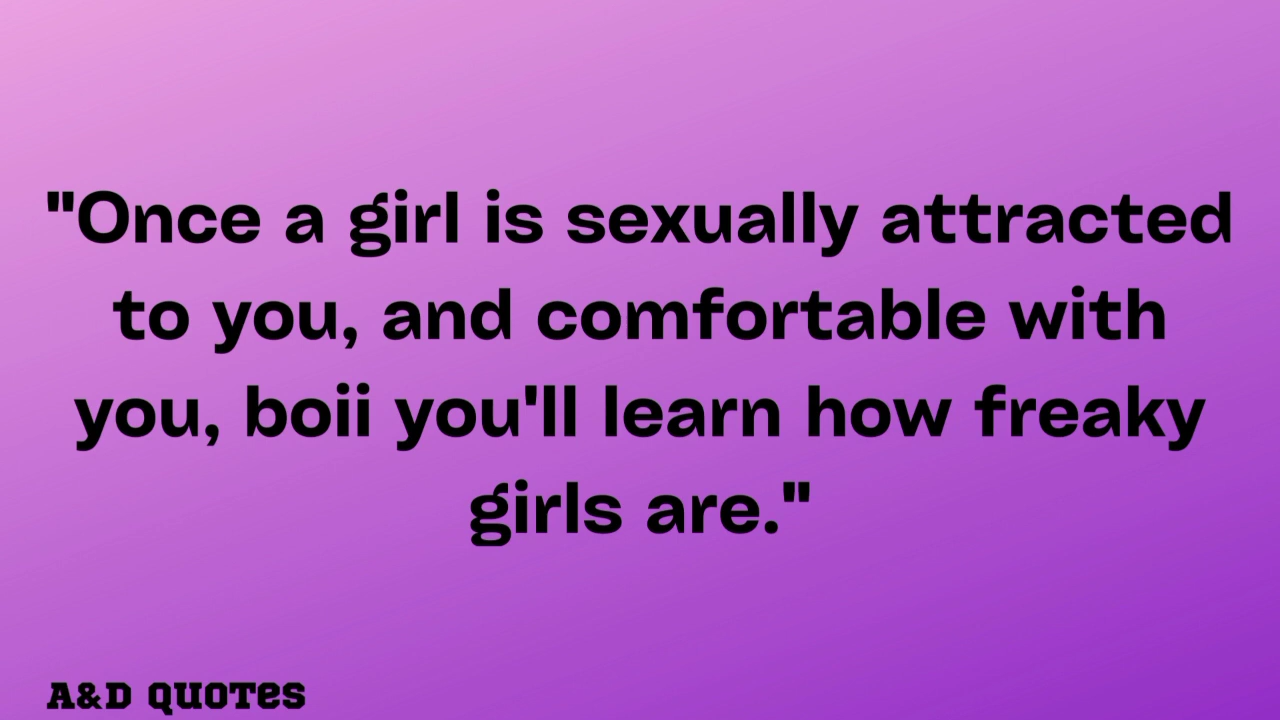 "Once a girl is sexually attracted
to you, and comfortable with
you, boii you'll learn how freaky
girls are."
A&D QUOTES